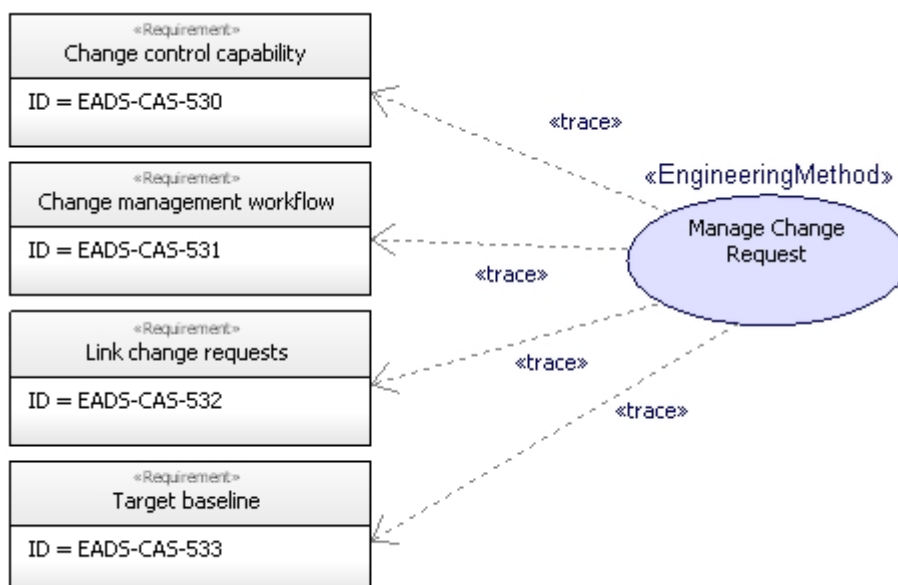 «Requirement»
Change control capability
ID = EADS-CAS-530
«Requirement»
Change management workflow
ID = EADS-CAS-531
«Requirement»
Link change requests
ID = EADS-CAS-532
«Requirement»
Target baseline
ID = EADS-CAS-533
«trace»
«trace»
«trace»
«trace»
«EngineeringMethod»
Manage Change
Request